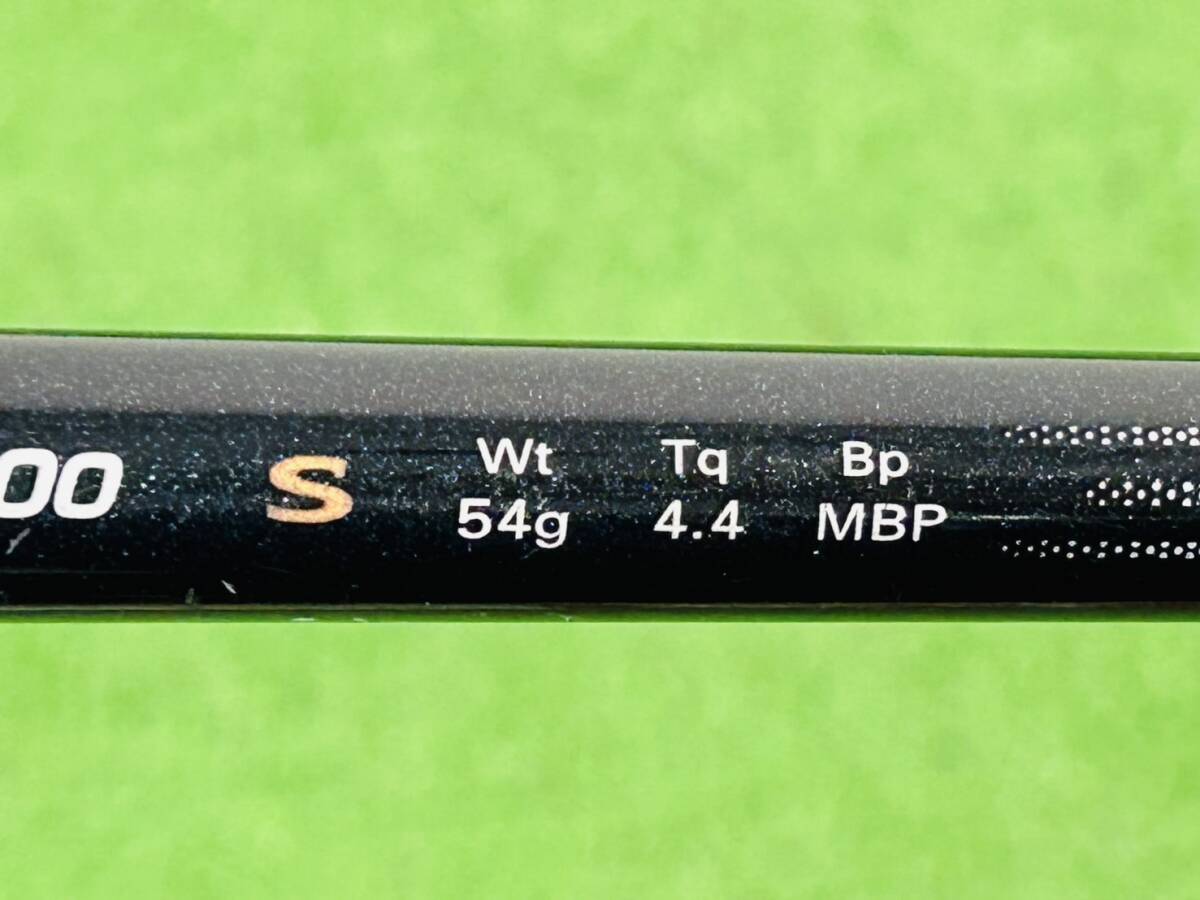 00 S Wt Tq Bp
54g 4.4 MBP